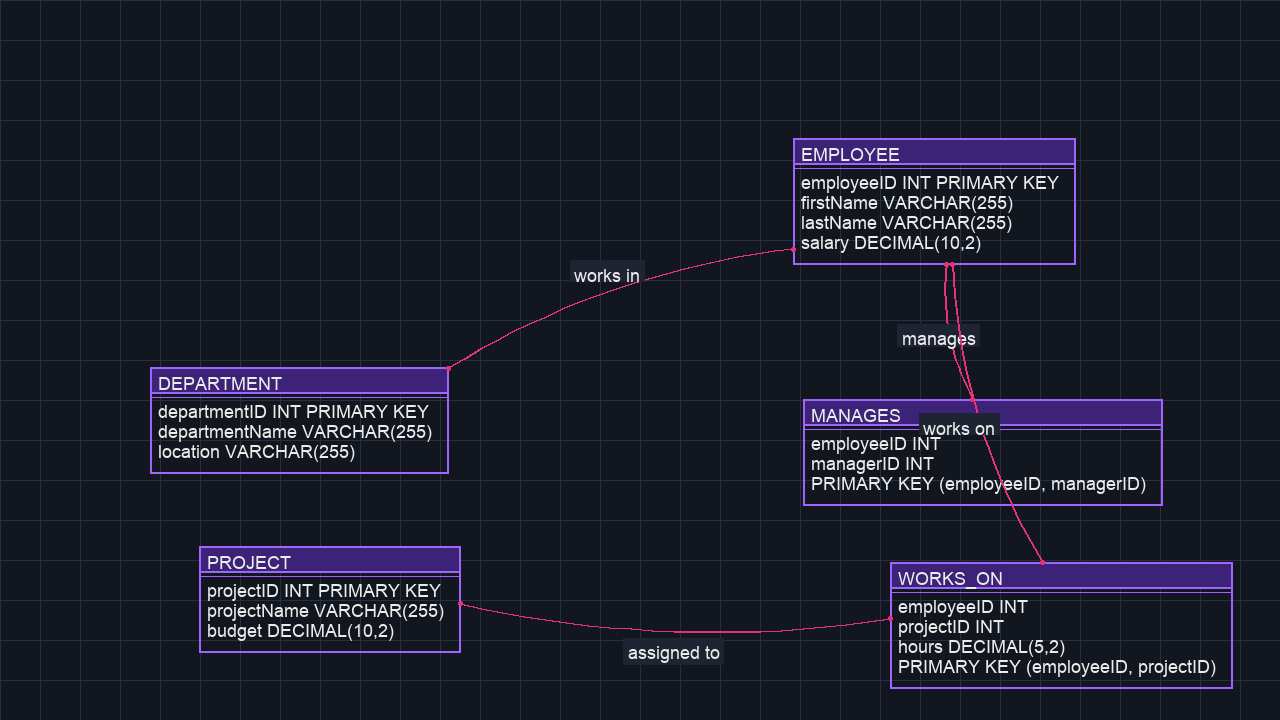 EMPLOYEE
employeeID INT PRIMARY KEY
firstName VARCHAR(255)
lastName VARCHAR(255)
salary DECIMAL(10,2)
works in
manages
DEPARTMENT
departmentID INT PRIMARY KEY
departmentName VARCHAR(255)
location VARCHAR(255)
MANAGES
works on
employeeID INT
managerID INT
PRIMARY KEY (employeeID, managerID)
PROJECT
projectID INT PRIMARY KEY
projectName VARCHAR(255)
budget DECIMAL(10,2)
assigned to
WORKS_ON
employeeID INT
projectID INT
hours DECIMAL(5,2)
PRIMARY KEY (employeeID, projectID)